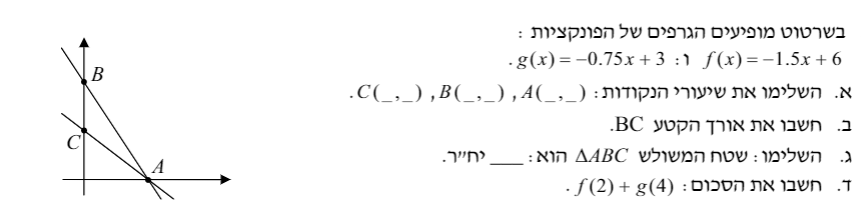 בשרטוט מופיעים הגרפים של הפונקציות :
f(x) = −1.5x + 6 ו: g(x) = −0.75x + 3 .
א. השלימו את שיעורי הנקודות : A(_,_) , B(_,_) , C(_,_) .
ב. חשבו את אורך הקטע BC.
ג. השלימו : שטח המשולש ΔABC הוא : ___ יח״ר.
ד. חשבו את הסכום : f(2) + g(4) .
B
C
A